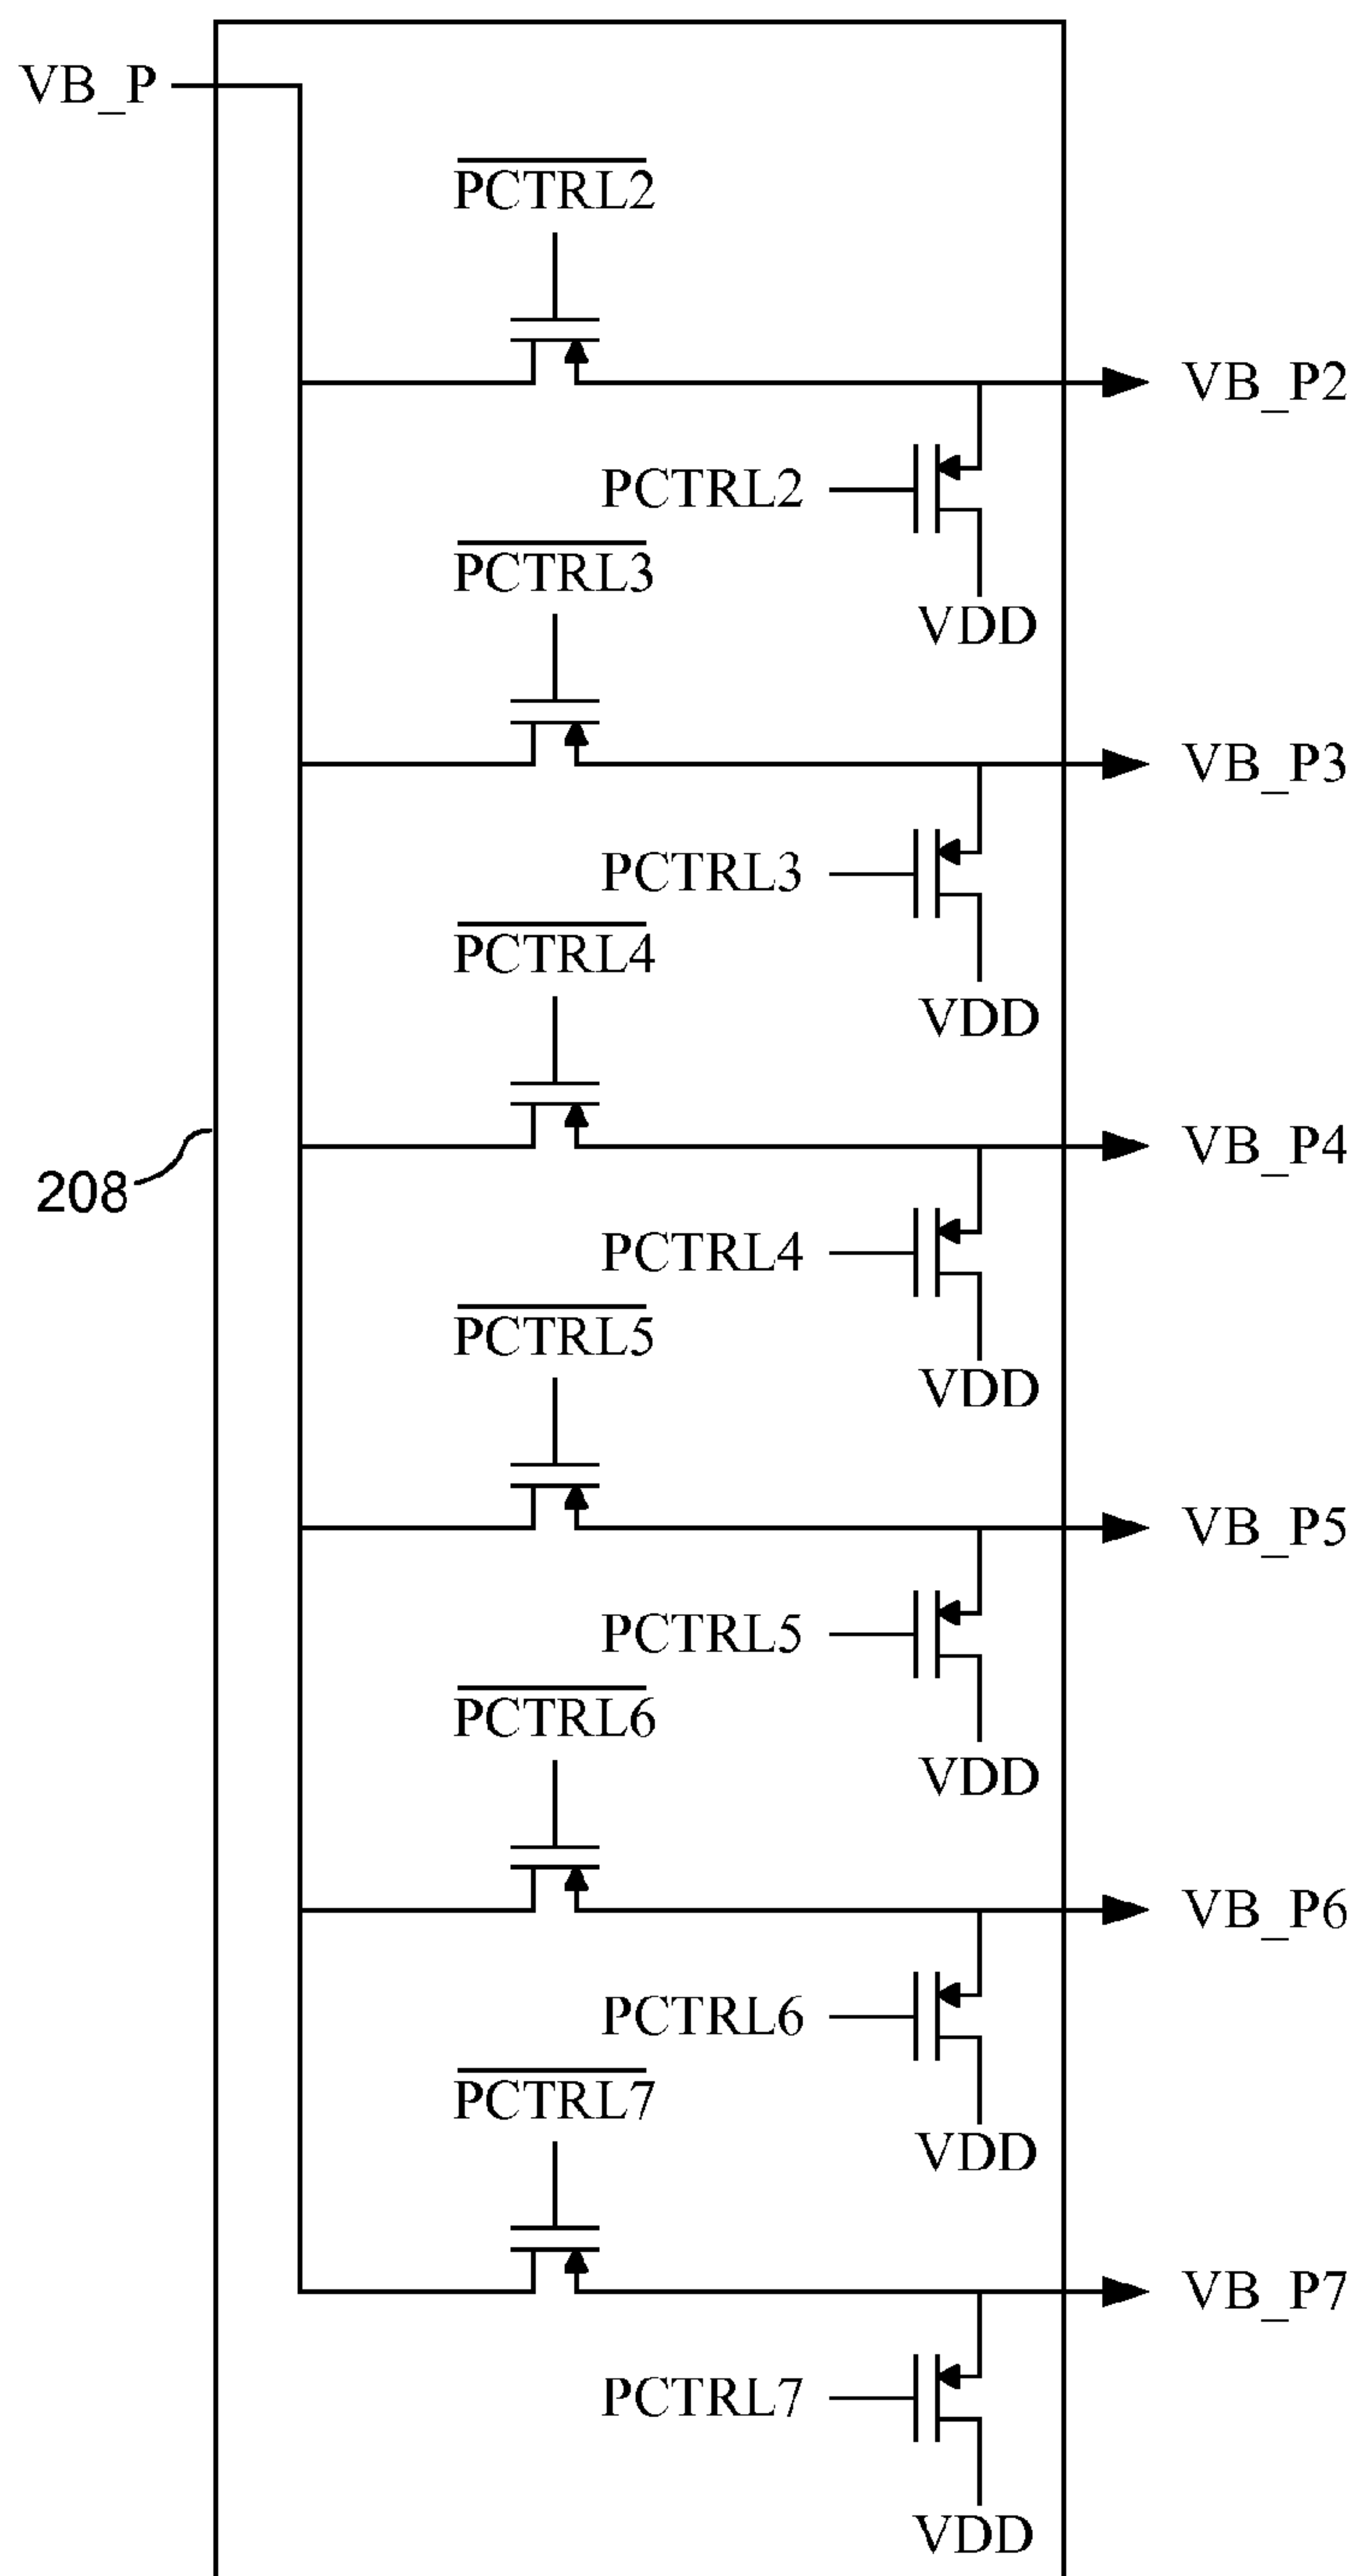 VB_P
PCTRL2
VB_P2
PCTRL2
PCTRL3
VDD
VB_P3
PCTRL3
PCTRL4
VDD
VB_P4
208
PCTRL4
PCTRL5
VDD
VB_P5
PCTRL5
PCTRL6
VDD
VB_P6
PCTRL6
PCTRL7
VDD
VB_P7
PCTRL7
VDD